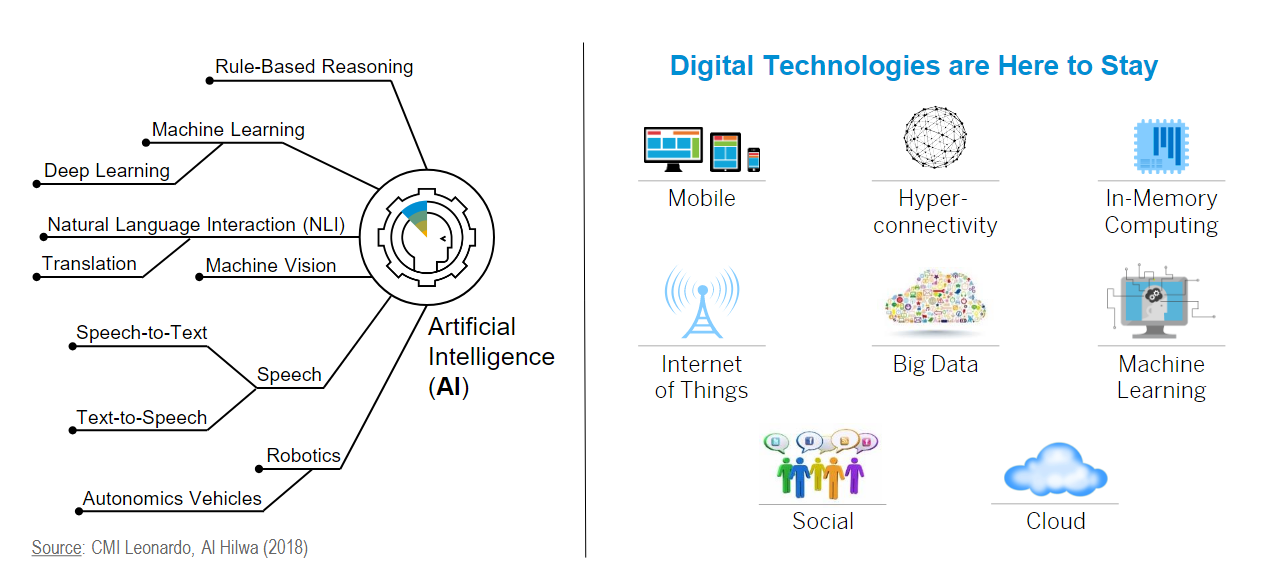 Rule-Based Reasoning
Machine Learning
Deep Learning
Natural Language Interaction (NLI)
Translation
Machine Vision
Speech-to-Text
Speech
Text-to-Speech
Robotics
Autonomics Vehicles
Artificial
Intelligence
(AI)
Source: CMI Leonardo, Al Hilwa (2018)
Digital Technologies are Here to Stay
Mobile
Hyper-
connectivity
In-Memory
Computing
Internet
of Things
Big Data
Machine
Learning
Social
Cloud